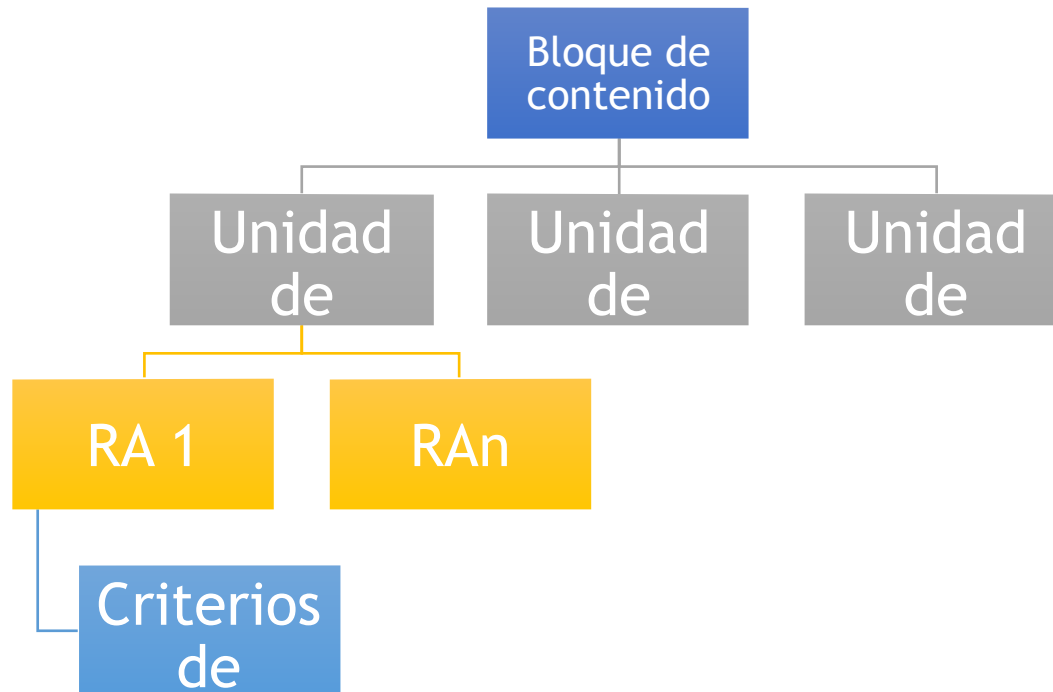 Bloque de
contenido
Unidad
de
Unidad
de
Unidad
de
RA 1
RAn
Criterios
de